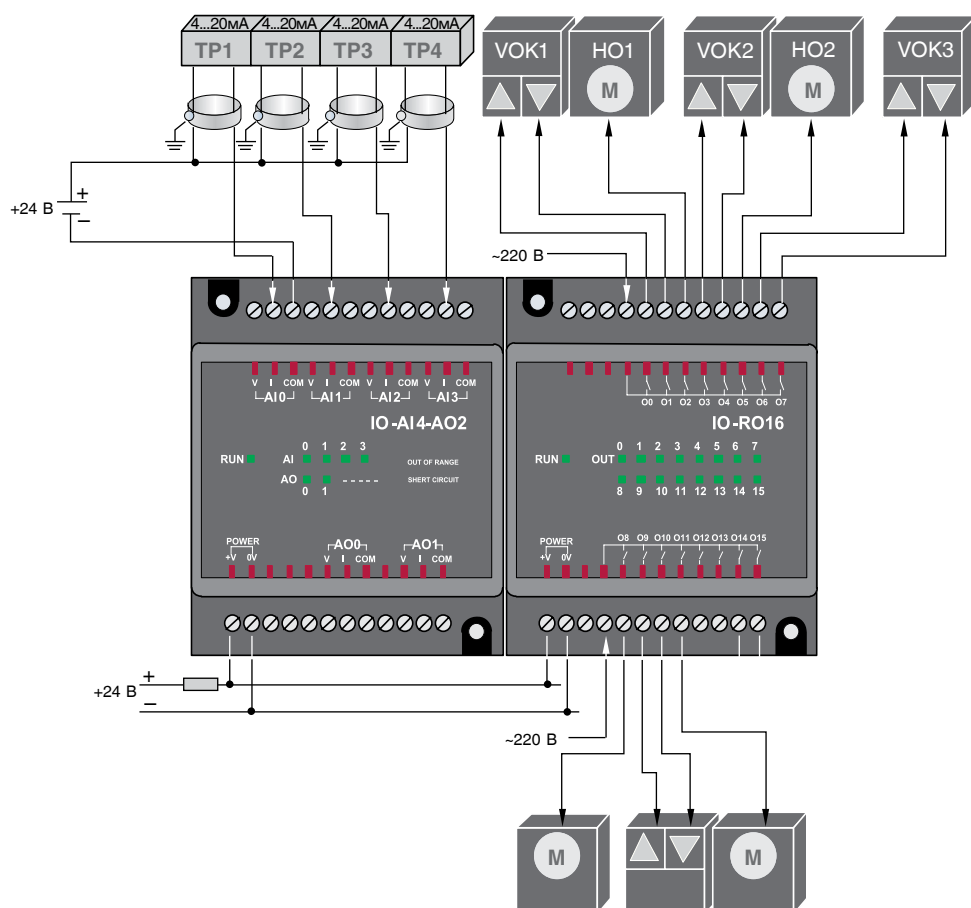 4...20мА 4...20мА 4...20мА 4...20мА
TP1 TP2 TP3 TP4
VOK1 HO1 VOK2 HO2 VOK3
M M
+
+24 В
−
~220 В
V I COM V I COM V I COM V I COM
AI0 AI1 AI2 AI3
O0 O1 O2 O3 O4 O5 O6 O7
IO-AI4-AO2
IO-RO16
0 1 2 3
RUN AI OUT OF RANGE
AO SHERT CIRCUIT
0 1 -----
0 1 2 3 4 5 6 7
RUN OUT
8 9 10 11 12 13 14 15
POWER
+V 0V
AO0 AO1
V I COM V I COM
O8 O9 O10 O11 O12 O13 O14 O15
POWER
+V 0V
+
+24 В
−
~220 В
M M